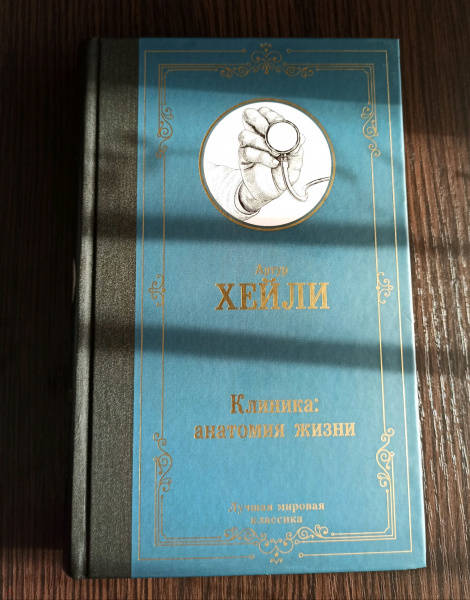 Артур
ХЕЙЛИ
Клиника:
анатомия жизни
Лучшая мировая
классика